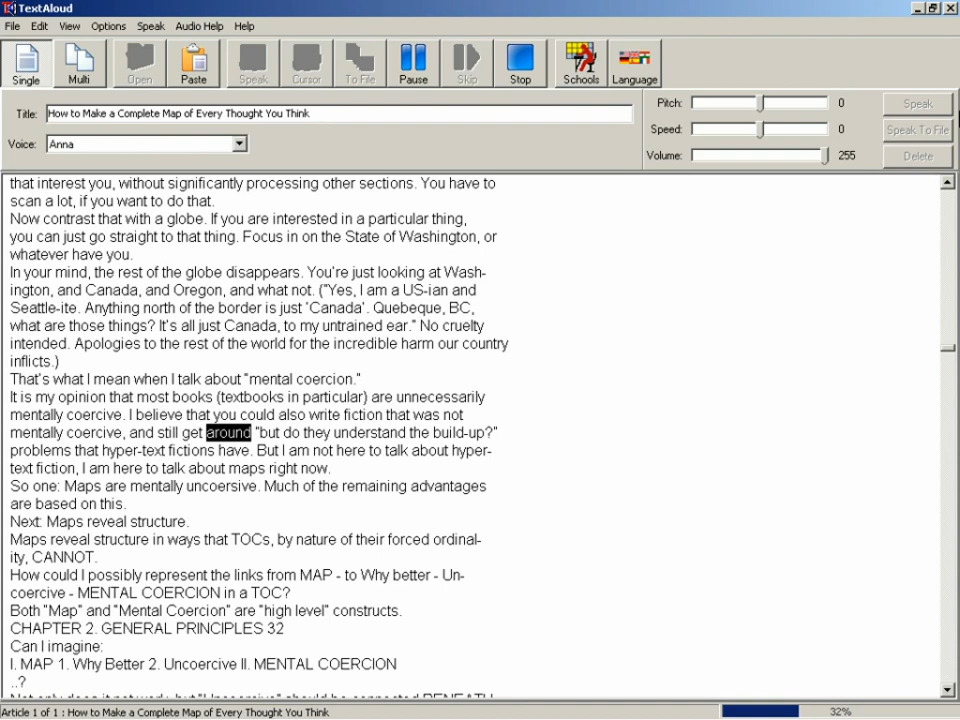 TextAloud
File Edit View Options Speak Audio Help Help
Single Multi Open Paste Speak Cursor To File Pause Skip Stop Schools Language
Title: How to Make a Complete Map of Every Thought You Think
Voice: Anna
Pitch: 0 Speak
Speed: 0 Speak To File
Volume: 255 Delete
that interest you, without significantly processing other sections. You have to
scan a lot, if you want to do that.
Now contrast that with a globe. If you are interested in a particular thing,
you can just go straight to that thing. Focus in on the State of Washington, or
whatever have you.
In your mind, the rest of the globe disappears. You're just looking at Wash-
ington, and Canada, and Oregon, and what not. ("Yes, I am a US-ian and
Seattle-ite. Anything north of the border is just 'Canada'. Quebeque, BC,
what are those things? It's all just Canada, to my untrained ear." No cruelty
intended. Apologies to the rest of the world for the incredible harm our country
inflicts.)
That's what I mean when I talk about "mental coercion."
It is my opinion that most books (textbooks in particular) are unnecessarily
mentally coercive. I believe that you could also write fiction that was not
mentally coercive, and still get around "but do they understand the build-up?"
problems that hyper-text fictions have. But I am not here to talk about hyper-
text fiction, I am here to talk about maps right now.
So one: Maps are mentally uncoersive. Much of the remaining advantages
are based on this.
Next: Maps reveal structure.
Maps reveal structure in ways that TOCs, by nature of their forced ordinal-
ity, CANNOT.
How could I possibly represent the links from MAP - to Why better - Un-
coercive - MENTAL COERCION in a TOC?
Both "Map" and "Mental Coercion" are "high level" constructs.
CHAPTER 2. GENERAL PRINCIPLES 32
Can I imagine:
I. MAP 1. Why Better 2. Uncoercive II. MENTAL COERCION
..?
Not only does it not work, but "Uncoercive" should be connected BENEATH
Article 1 of 1 : How to Make a Complete Map of Every Thought You Think 32%